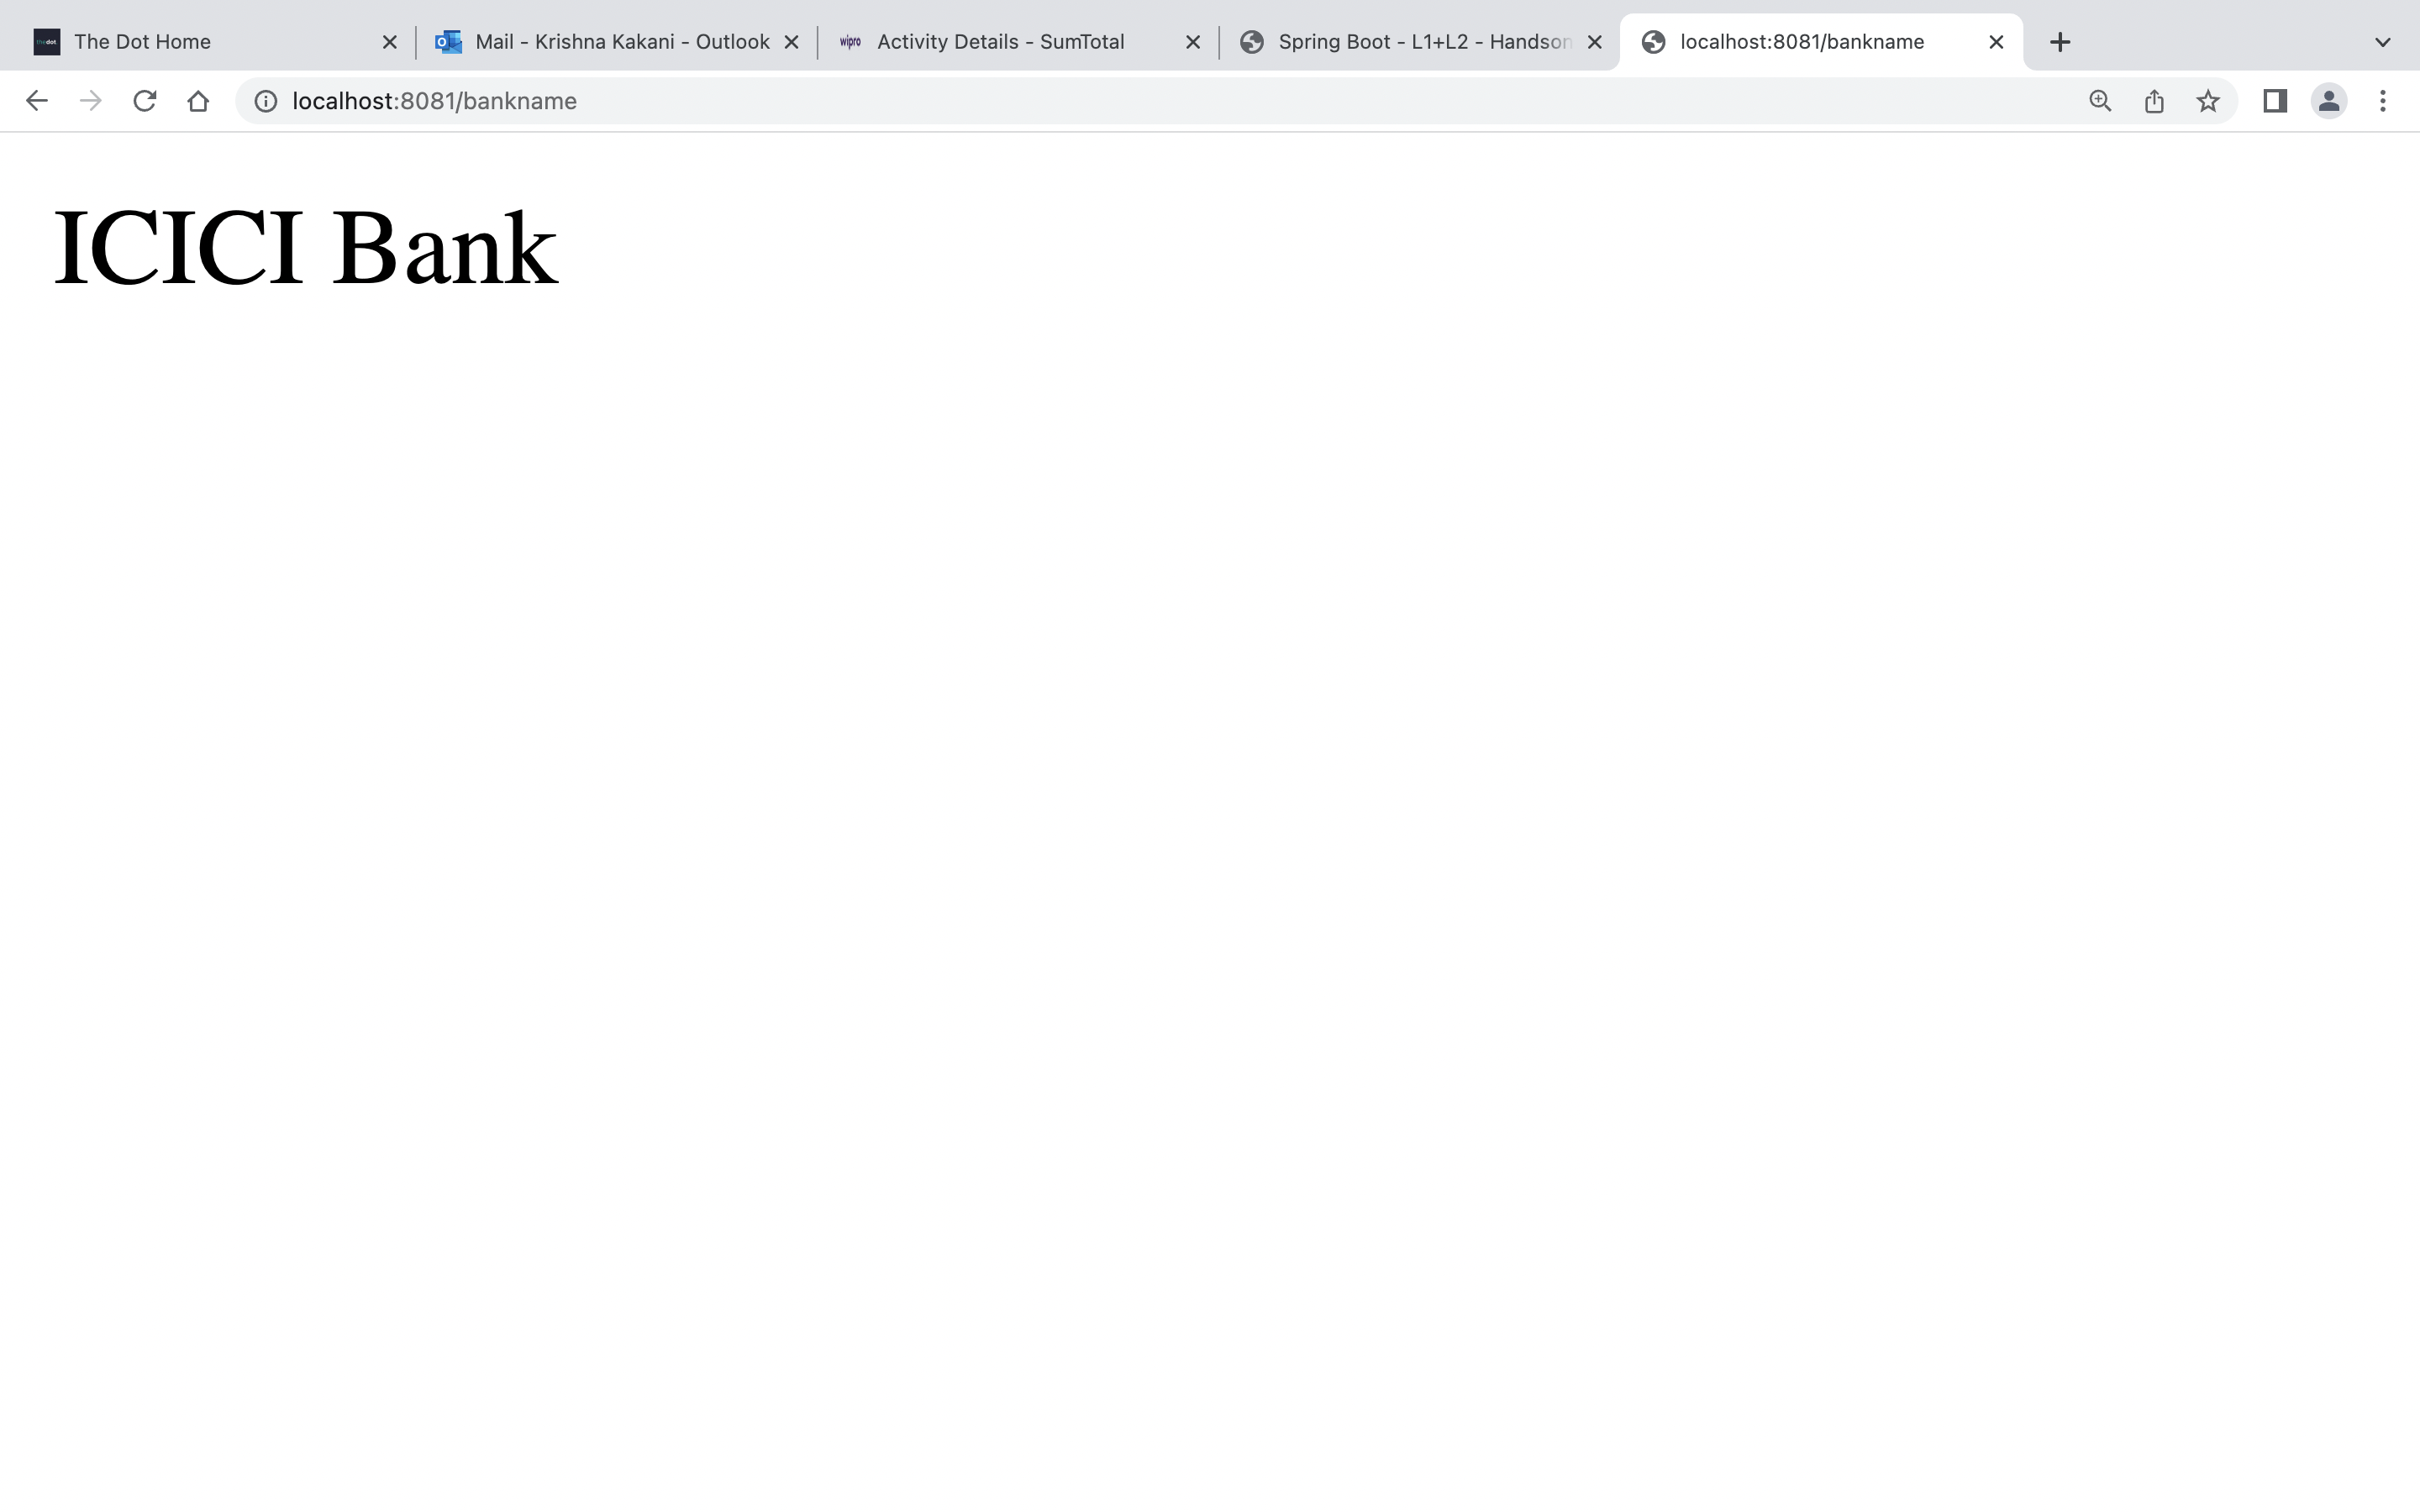 The Dot Home
Mail - Krishna Kakani - Outlook
wipro
Activity Details - SumTotal
Spring Boot - L1+L2 - Handson
localhost:8081/bankname
localhost:8081/bankname
ICICI Bank